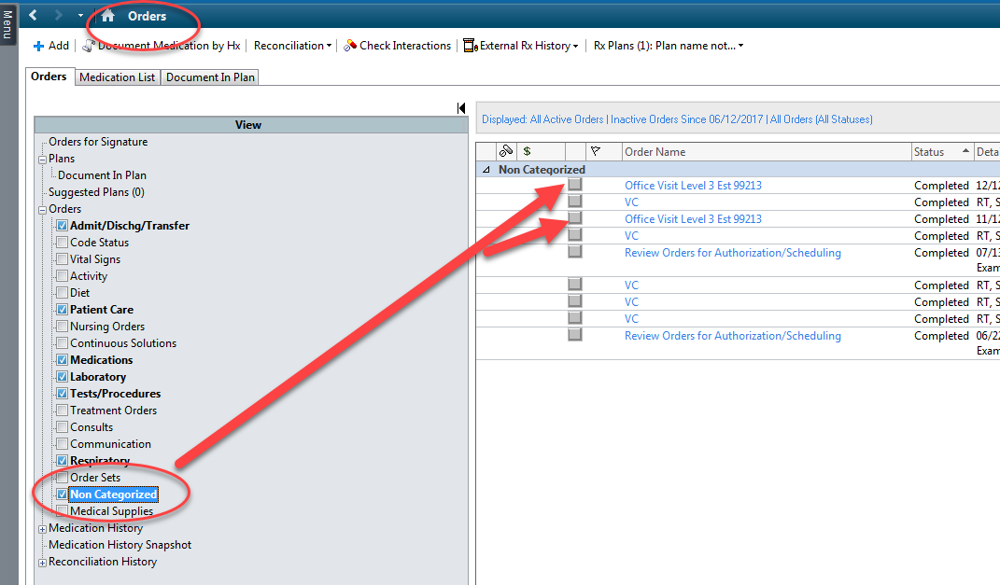 Menu
Orders
Add Document Medication by Hx Reconciliation Check Interactions External Rx History Rx Plans (1): Plan name not...
Orders Medication List Document In Plan
View
Orders for Signature
Plans
Document In Plan
Suggested Plans (0)
Orders
Admit/Dischg/Transfer
Code Status
Vital Signs
Activity
Diet
Patient Care
Nursing Orders
Continuous Solutions
Medications
Laboratory
Tests/Procedures
Treatment Orders
Consults
Communication
Respiratory
Order Sets
Non Categorized
Medical Supplies
Medication History
Medication History Snapshot
Reconciliation History
Displayed: All Active Orders | Inactive Orders Since 06/12/2017 | All Orders (All Statuses)
$ Order Name Status Deta
Non Categorized
Office Visit Level 3 Est 99213 Completed 12/12
VC Completed RT, S
Office Visit Level 3 Est 99213 Completed 11/12
VC Completed RT, S
Review Orders for Authorization/Scheduling Completed 07/13
Exam
VC Completed RT, S
VC Completed RT, S
VC Completed RT, S
Review Orders for Authorization/Scheduling Completed 06/22
Exam